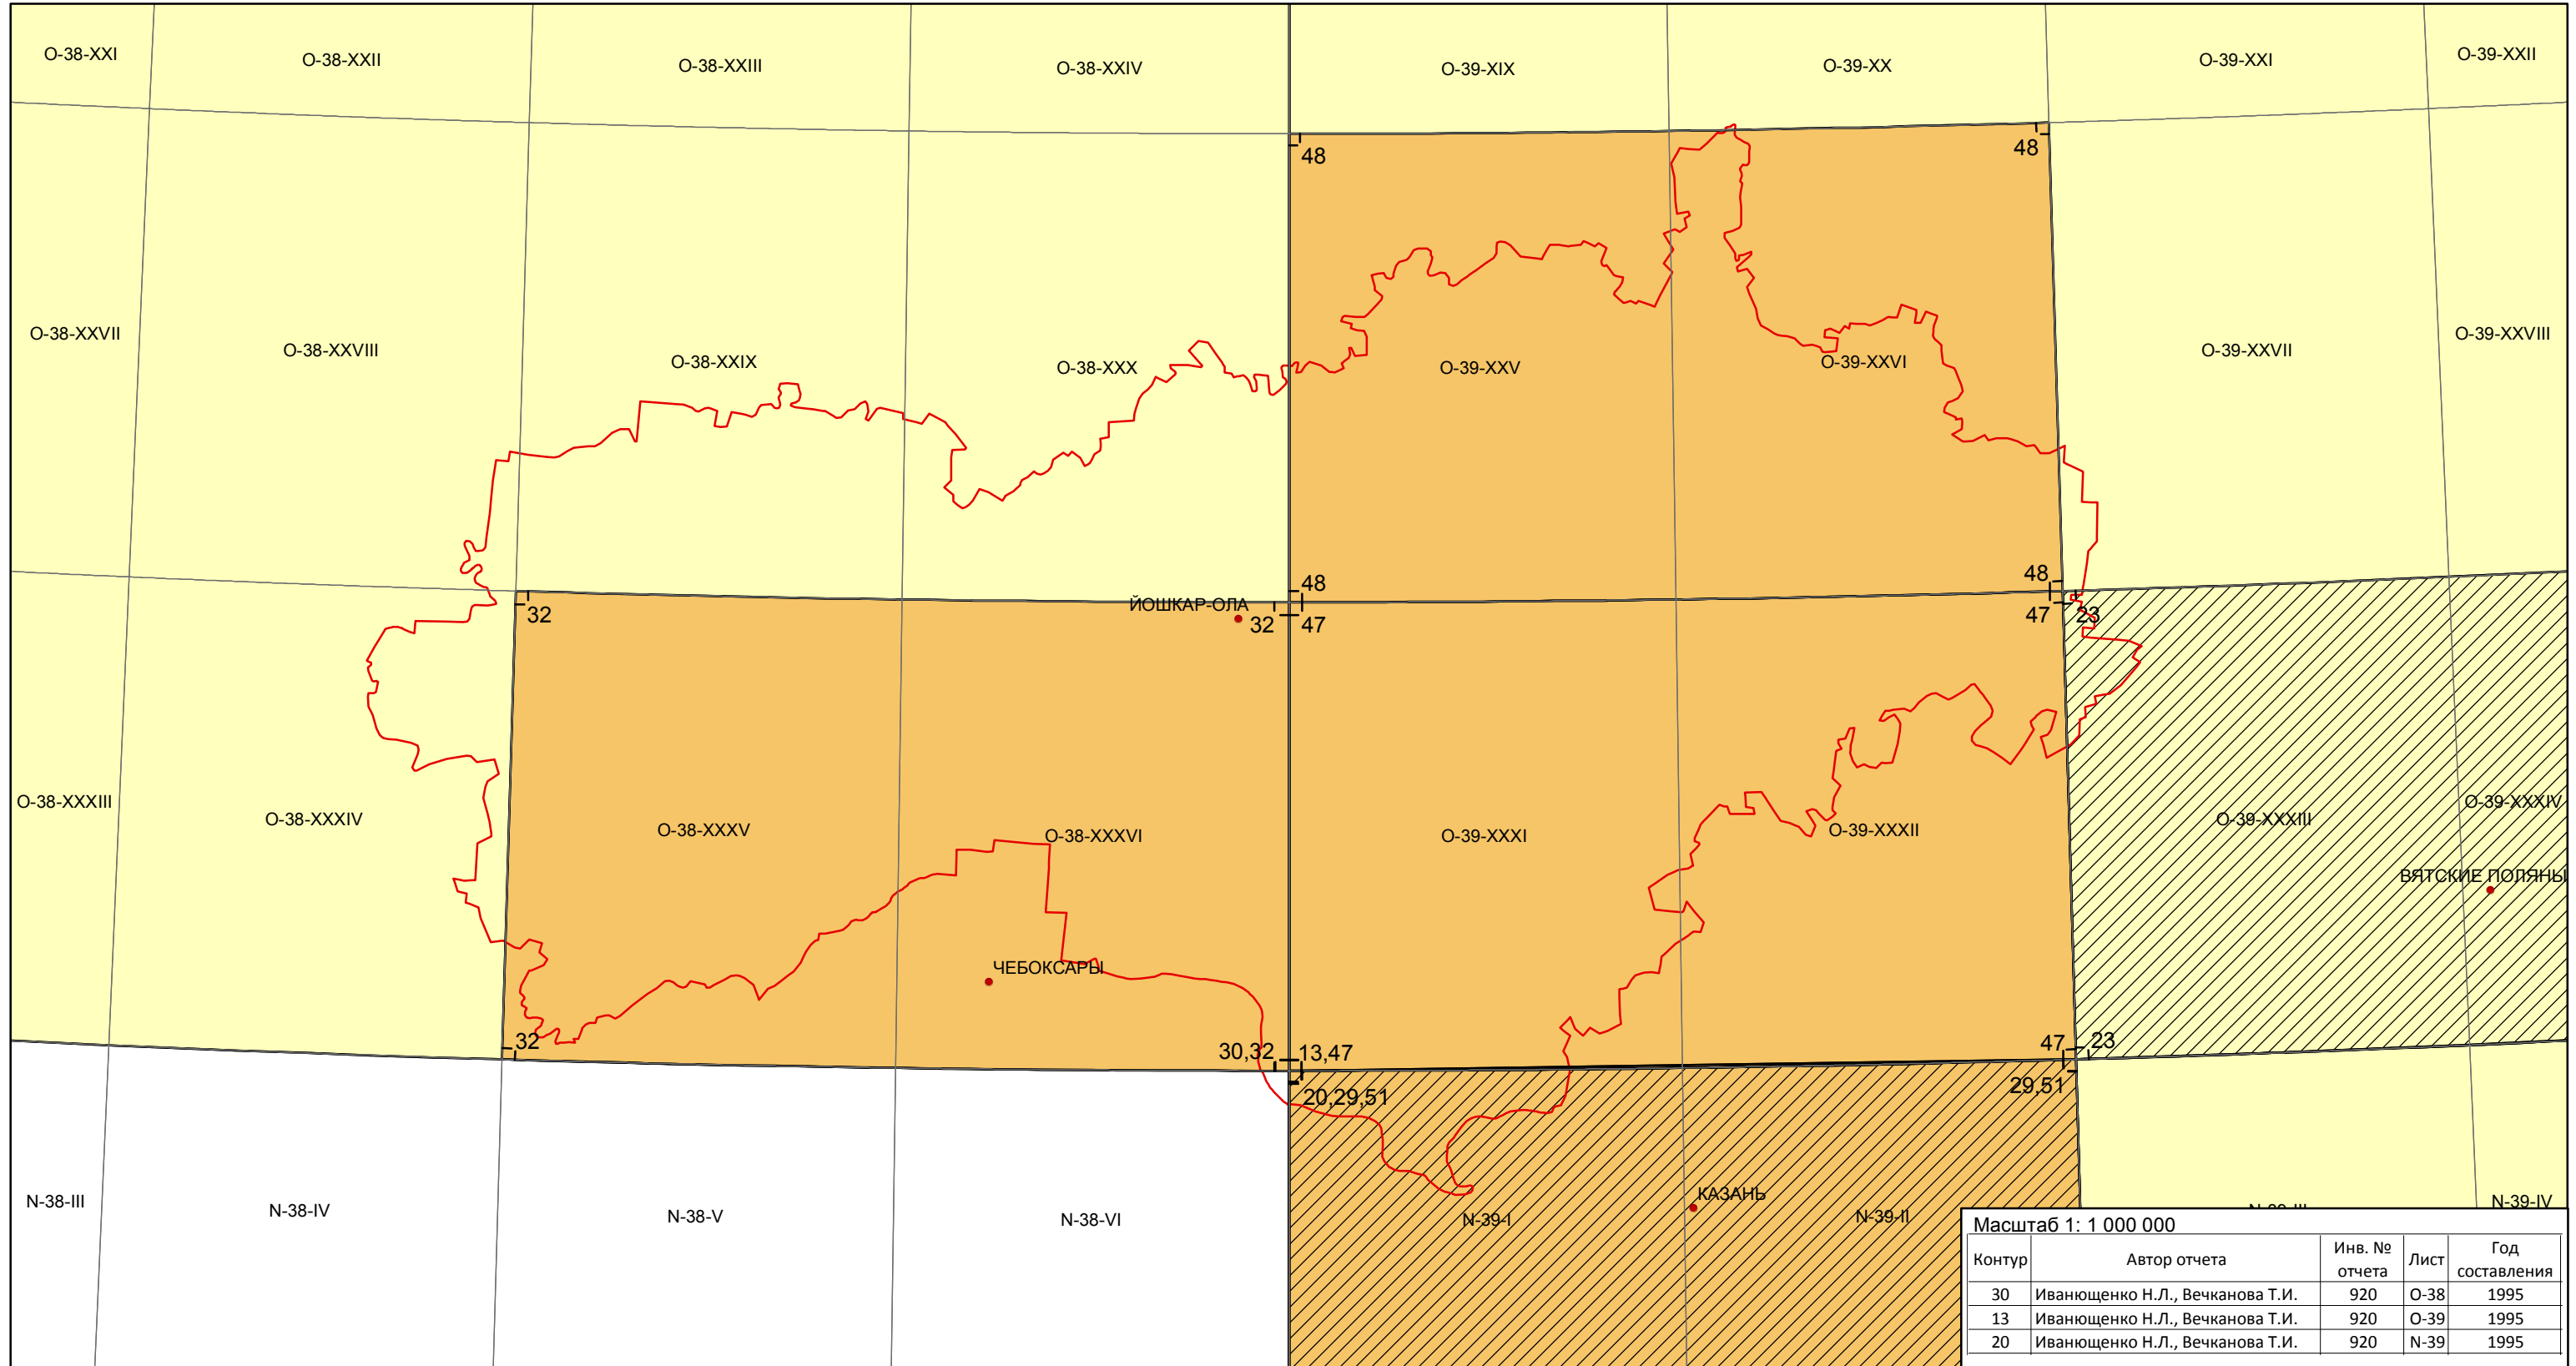 O-38-XXI
O-38-XXII
O-38-XXIII
O-38-XXIV
O-39-XIX
O-39-XX
O-39-XXI
O-39-XXII
48
48
O-38-XXVII
O-38-XXVIII
O-38-XXIX
O-38-XXX
O-39-XXV
O-39-XXVI
O-39-XXVII
O-39-XXVIII
48
48
ЙОШКАР-ОЛА
32
32
47
47
23
O-38-XXXIII
O-38-XXXIV
O-38-XXXV
O-38-XXXVI
O-39-XXXI
O-39-XXXII
O-39-XXXIII
O-39-XXXIV
ВЯТСКИЕ ПОЛЯНЫ
ЧЕБОКСАРЫ
32
30,32
13,47
47
23
20,29,51
29,51
N-38-III
N-38-IV
N-38-V
N-38-VI
N-39-I
КАЗАНЬ
N-39-II
N-39-IV
Масштаб 1: 1 000 000
Контур Автор отчета Инв. № отчета Лист Год составления
30 Иванющенко Н.Л., Вечканова Т.И. 920 O-38 1995
13 Иванющенко Н.Л., Вечканова Т.И. 920 O-39 1995
20 Иванющенко Н.Л., Вечканова Т.И. 920 N-39 1995